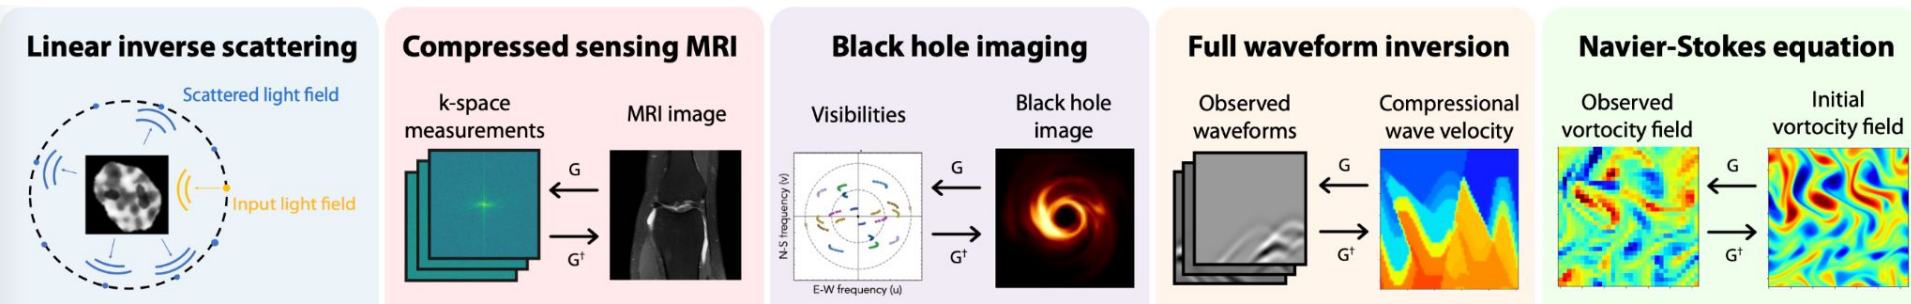 Linear inverse scattering
Scattered light field
Input light field
Compressed sensing MRI
k-space
measurements
MRI image
G
G†
Black hole imaging
Visibilities
Black hole
image
N-S frequency (v)
E-W frequency (u)
G
G†
Full waveform inversion
Observed
waveforms
Compressional
wave velocity
G
G†
Navier-Stokes equation
Observed
vortocity field
Initial
vortocity field
G
G†